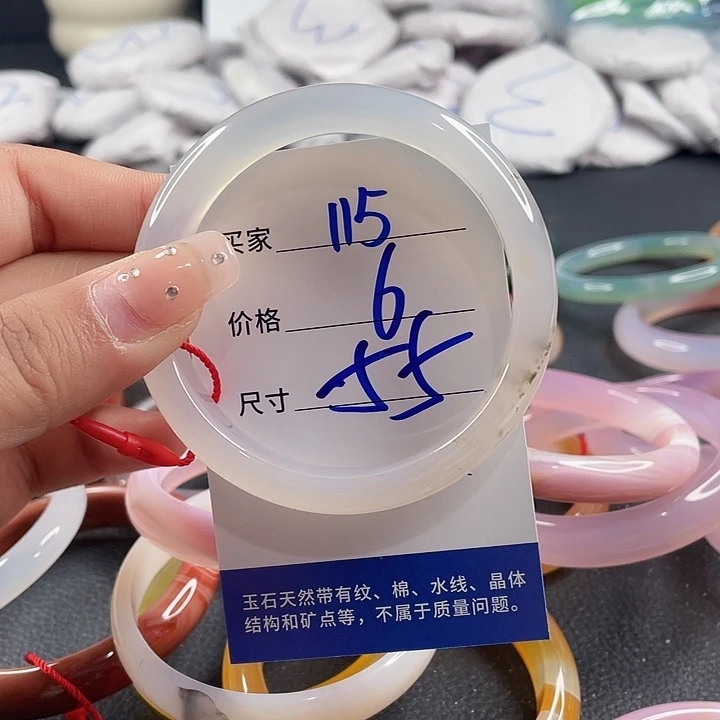 买家 115
价格 6
尺寸 55
玉石天然带有纹、棉、水线、晶体
结构和矿点等，不属于质量问题。